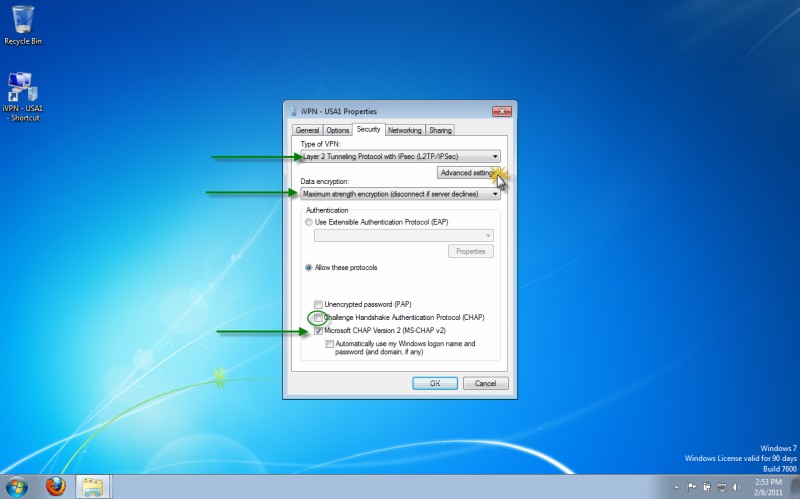 Recycle Bin
iVPN - USA1
- Shortcut
iVPN - USA1 Properties
General Options Security Networking Sharing
Type of VPN:
Layer 2 Tunneling Protocol with IPsec (L2TP/IPSec)
Advanced settings
Data encryption:
Maximum strength encryption (disconnect if server declines)
Authentication
Use Extensible Authentication Protocol (EAP)
Properties
Allow these protocols
Unencrypted password (PAP)
Challenge Handshake Authentication Protocol (CHAP)
Microsoft CHAP Version 2 (MS-CHAP v2)
Automatically use my Windows logon name and
password (and domain, if any)
OK Cancel
Windows 7
Windows License valid for 90 days
Build 7600
2:53 PM
2/8/2011